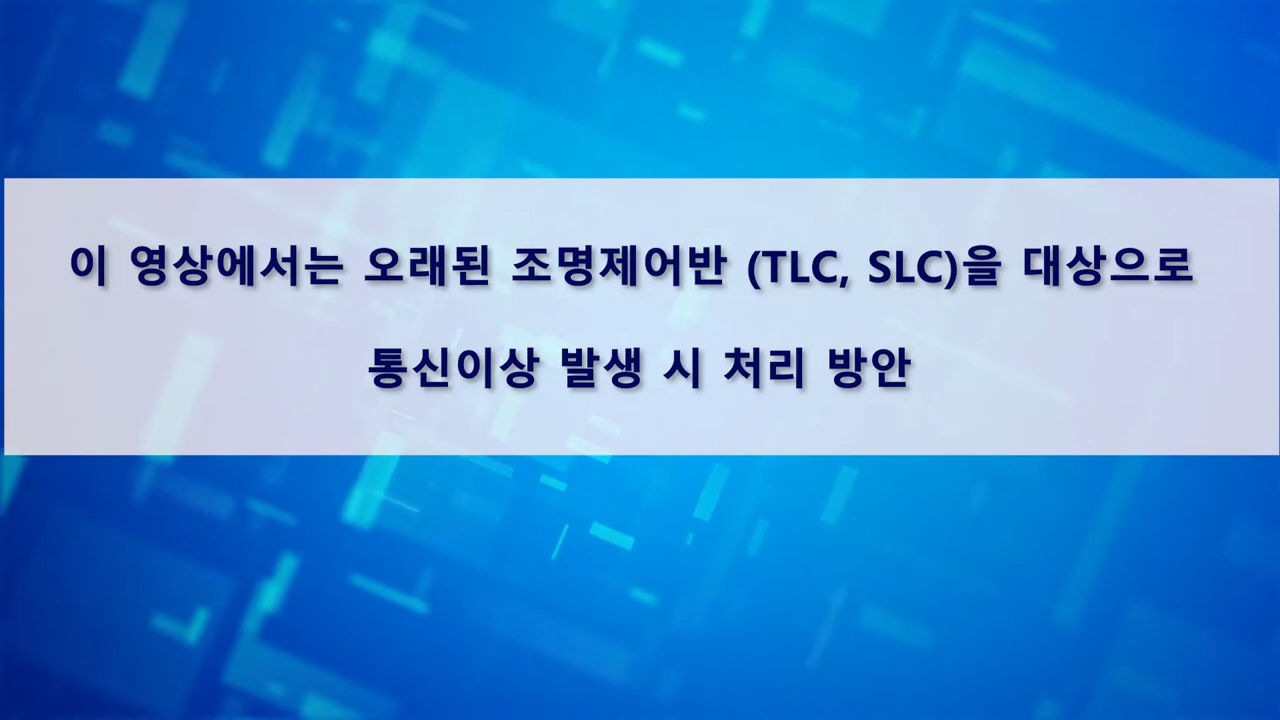 이 영상에서는 오래된 조명제어반 (TLC, SLC)을 대상으로
통신이상 발생 시 처리 방안